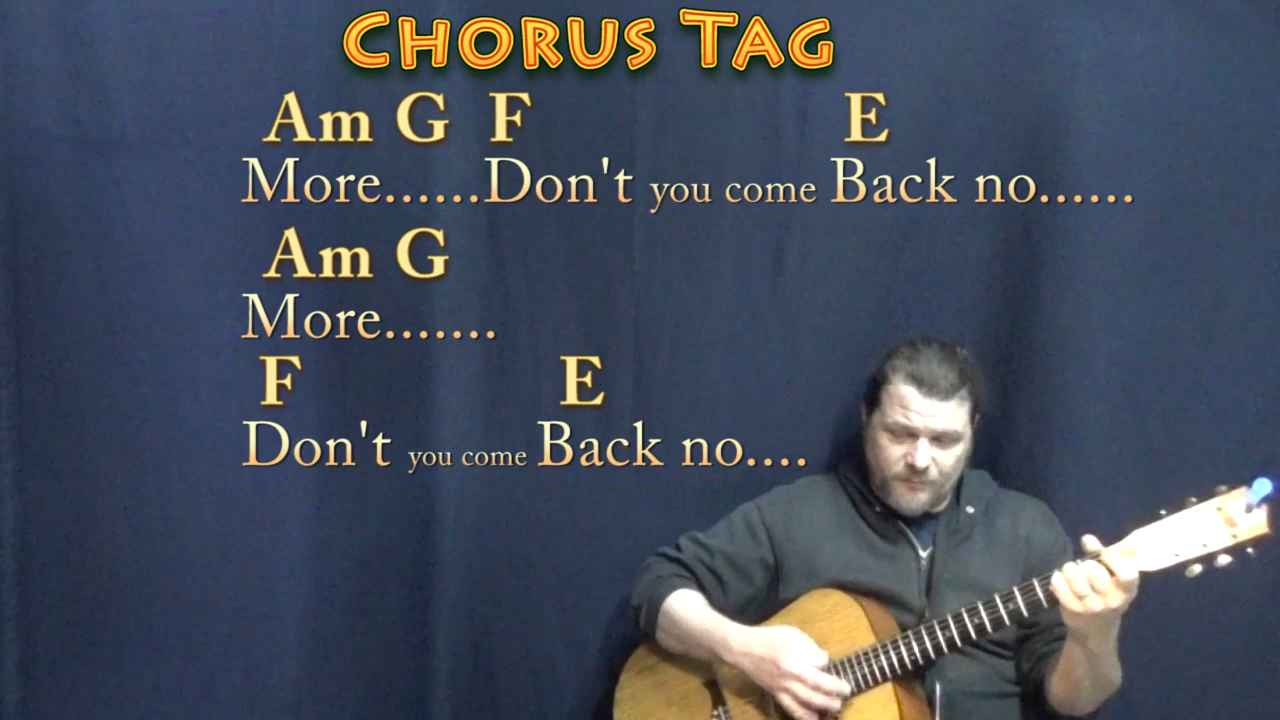 CHORUS TAG
Am G F E
More......Don't you come Back no......
Am G
More.......
F E
Don't you come Back no....